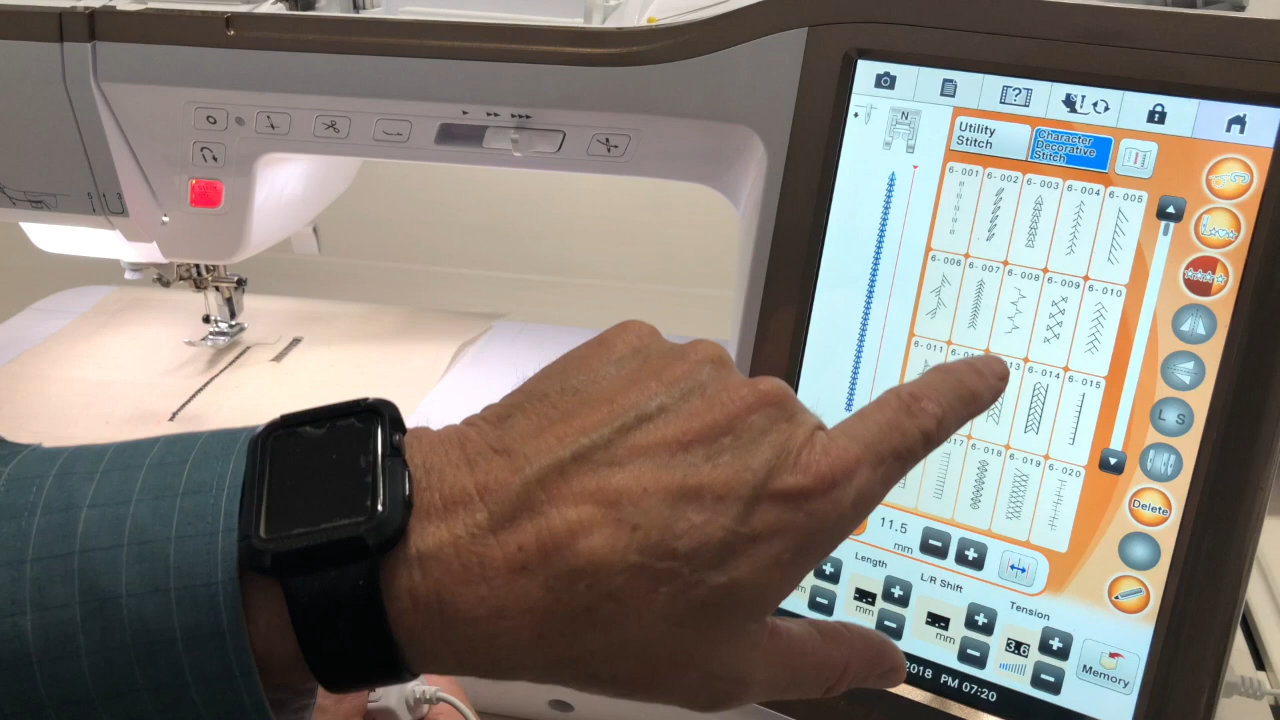 N
Utility
Stitch
Character
Decorative
Stitch
6-001 6-002 6-003 6-004 6-005
6-006 6-007 6-008 6-009 6-010
6-011 13 6-014 6-015
17 6-018 6-019 6-020
L S
Delete
11.5
mm
Length
L/R Shift
Tension
mm
mm
3.6
Memory
2018 PM 07:20